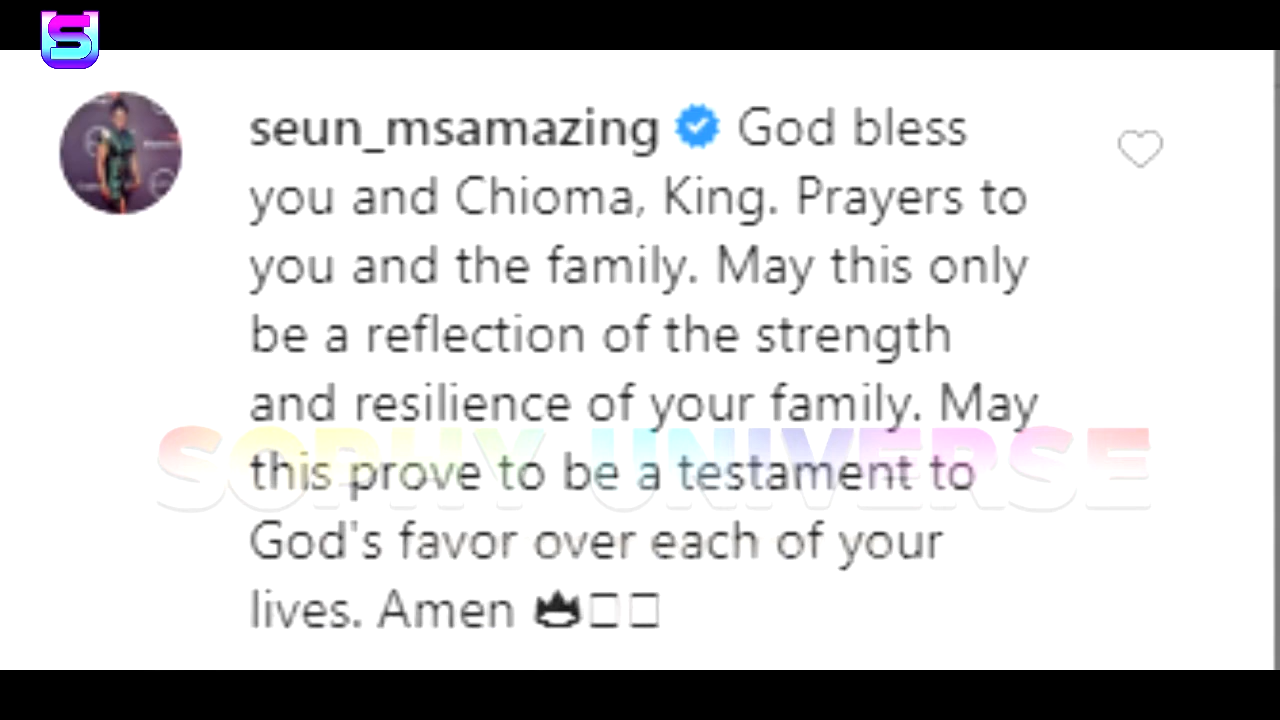 S
seun_msamazing God bless
you and Chioma, King. Prayers to
you and the family. May this only
be a reflection of the strength
and resilience of your family. May
SOPHY UNIVERSE
this prove to be a testament to
God's favor over each of your
lives. Amen